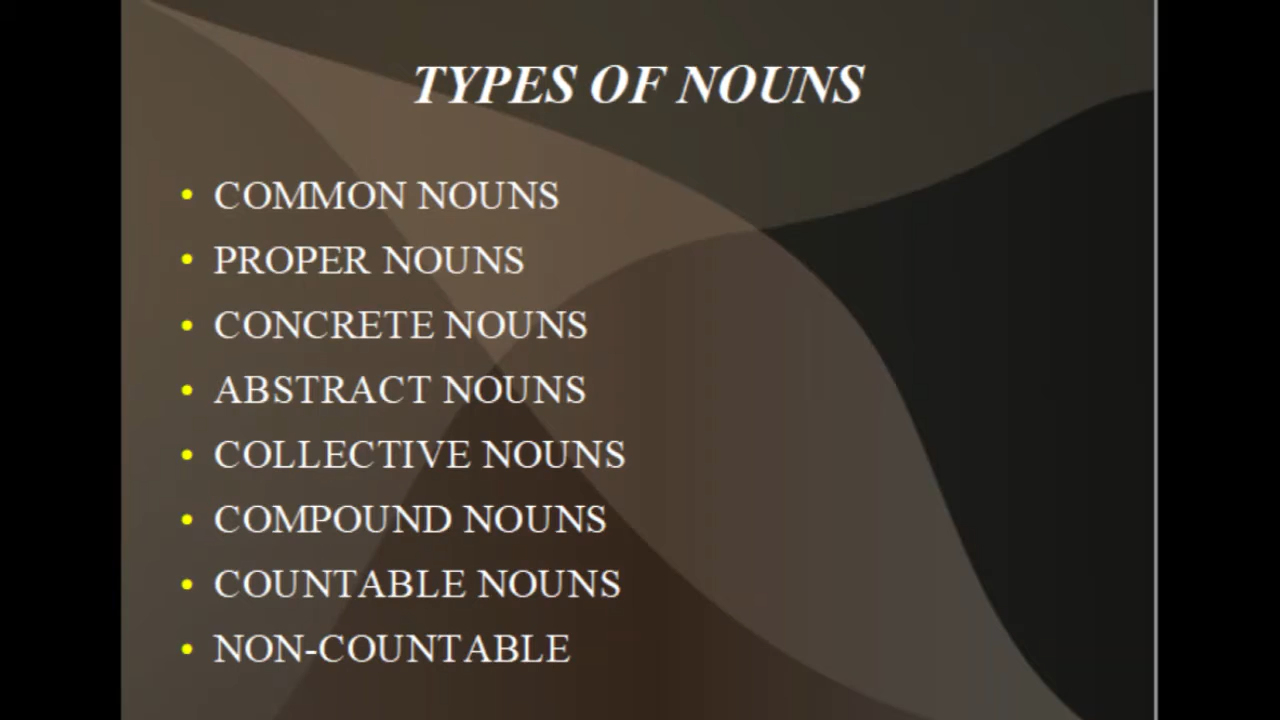 TYPES OF NOUNS
• COMMON NOUNS
• PROPER NOUNS
• CONCRETE NOUNS
• ABSTRACT NOUNS
• COLLECTIVE NOUNS
• COMPOUND NOUNS
• COUNTABLE NOUNS
• NON-COUNTABLE